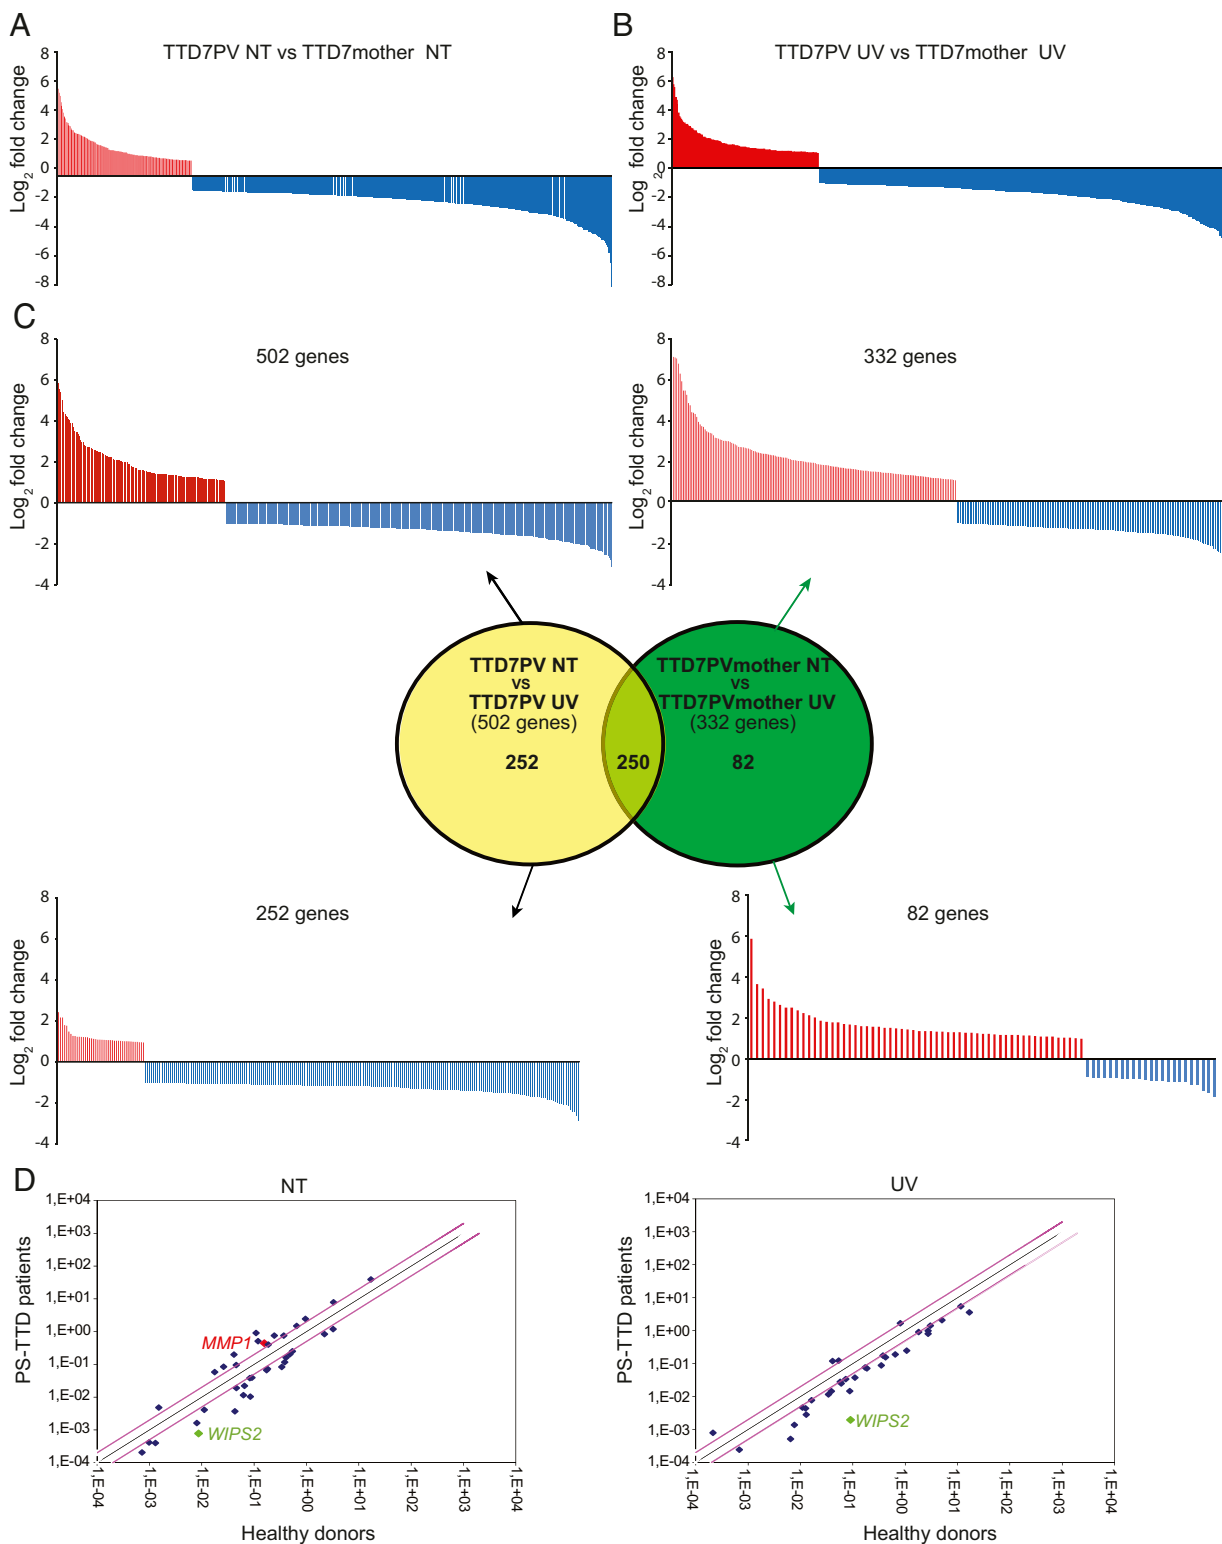 A
B
TTD7PV NT vs TTD7mother NT
TTD7PV UV vs TTD7mother UV
Log2 fold change
8
6
4
2
0
-2
-4
-6
-8
Log2 fold change
8
6
4
2
0
-2
-4
-6
-8
C
502 genes
Log2 fold change
8
6
4
2
0
-2
-4
332 genes
Log2 fold change
8
6
4
2
0
-2
-4
TTD7PV NT
vs
TTD7PV UV
(502 genes)
252
250
TTD7PVmother NT
vs
TTD7PVmother UV
(332 genes)
82
252 genes
Log2 fold change
8
6
4
2
0
-2
-4
82 genes
Log2 fold change
8
6
4
2
0
-2
-4
D
NT
PS-TTD patients
1,E+04
1,E+03
1,E+02
1,E+01
1,E+00
1,E-01
1,E-02
1,E-03
1,E-04
MMP1
WIPS2
1,E-04
1,E-03
1,E-02
1,E-01
1,E+00
1,E+01
1,E+02
1,E+03
1,E+04
Healthy donors
UV
PS-TTD patients
1,E+04
1,E+03
1,E+02
1,E+01
1,E+00
1,E-01
1,E-02
1,E-03
1,E-04
WIPS2
1,E-04
1,E-03
1,E-02
1,E-01
1,E+00
1,E+01
1,E+02
1,E+03
1,E+04
Healthy donors